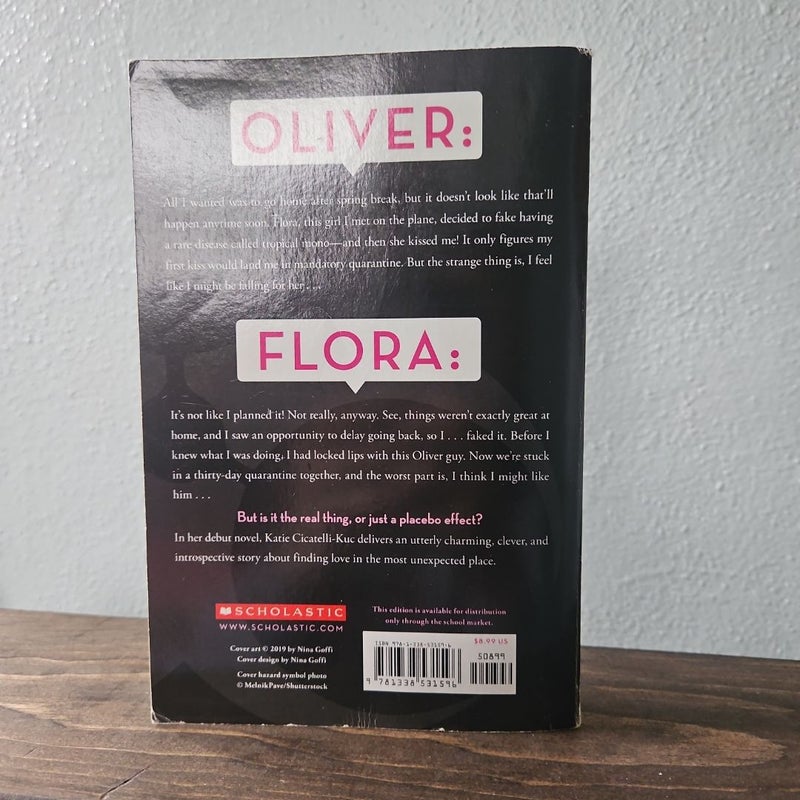 OLIVER:
All I wanted was to go home after spring break, but it doesn't look like that'll
happen anytime soon. Flora, this girl I met on the plane, decided to fake having
a rare disease called tropical mono—and then she kissed me! It only figures my
first kiss would land me in mandatory quarantine. But the strange thing is, I feel
like I might be falling for her . . .
FLORA:
It's not like I planned it! Not really, anyway. See, things weren't exactly great at
home, and I saw an opportunity to delay going back, so I . . . faked it. Before I
knew what I was doing, I had locked lips with this Oliver guy. Now we're stuck
in a thirty-day quarantine together, and the worst part is, I think I might like
him . . .
But is it the real thing, or just a placebo effect?
In her debut novel, Katie Cicatelli-Kuc delivers an utterly charming, clever, and
introspective story about finding love in the most unexpected place.
SCHOLASTIC
WWW.SCHOLASTIC.COM
Cover art © 2019 by Nina Goffi
Cover design by Nina Goffi
Cover hazard symbol photo
© MelnikPave/Shutterstock
This edition is available for distribution
only through the school market.
ISBN 978-1-338-53159-6
$8.99 US
50899
9 781338 531596